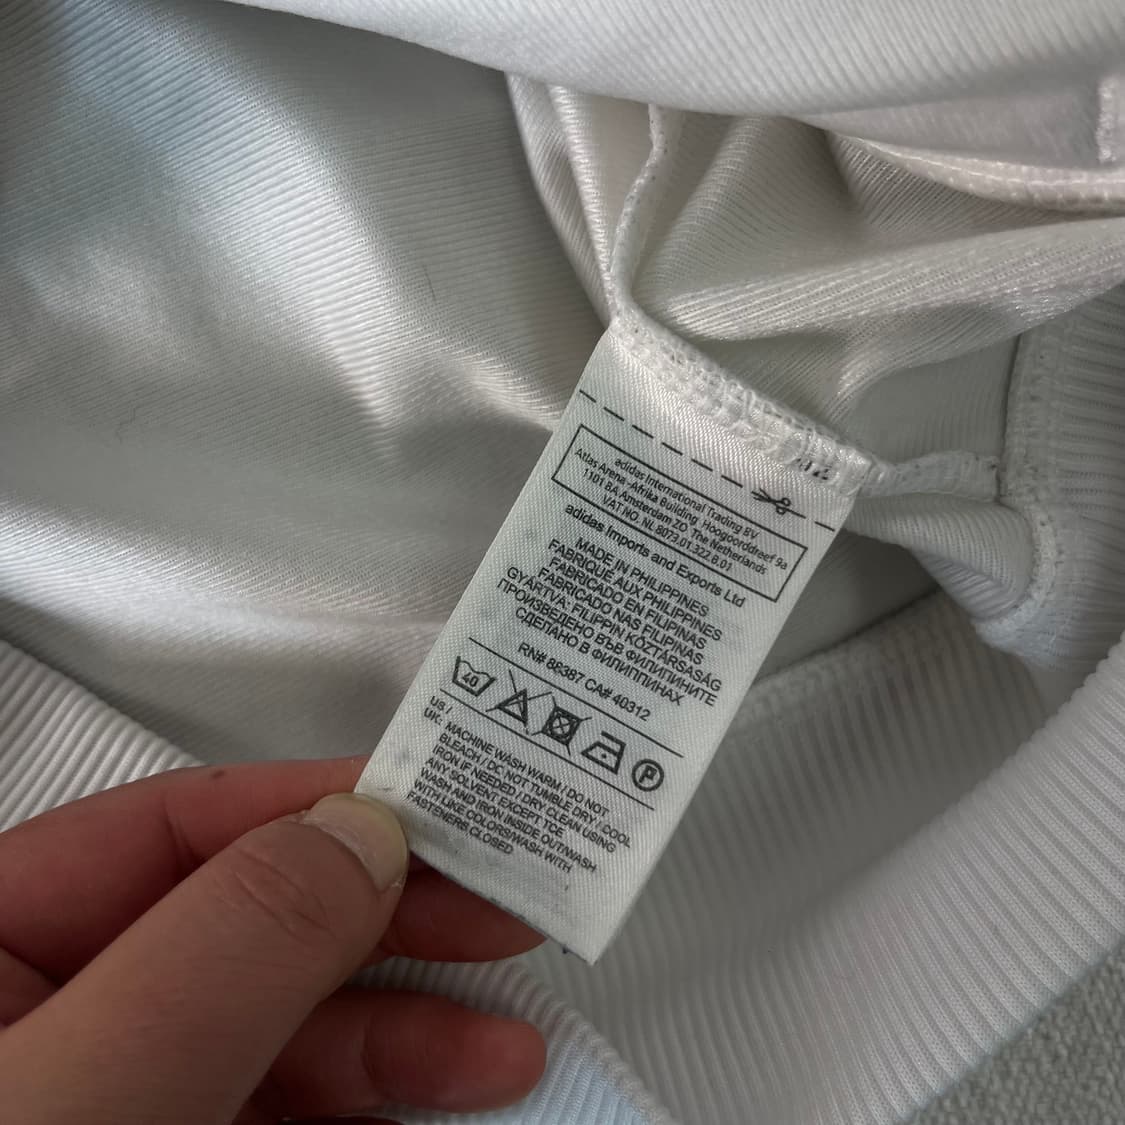 adidas International Trading BV
Atlas Arena -Afrika Building Hoogoorddreef 9a
1101 BA Amsterdam ZO The Netherlands
VAT NO. NL 8073.01.322.B.01
adidas Imports and Exports Ltd
MADE IN PHILIPPINES
FABRIQUÉ AUX PHILIPPINES
FABRICADO EN FILIPINAS
FABRICADO NAS FILIPINAS
GYÁRTVA: FILIPPIN KÖZTÁRSASÁG
ПРОИЗВЕДЕНО ВЪВ ФИЛИПИНИТЕ
СДЕЛАНО В ФИЛИППИНАХ
RN# 86387 CA# 40312
40
P
US /
UK: MACHINE WASH WARM / DO NOT
BLEACH / DO NOT TUMBLE DRY / COOL
IRON IF NEEDED / DRY CLEAN USING
ANY SOLVENT EXCEPT TCE
WASH AND IRON INSIDE OUT/WASH
WITH LIKE COLORS/WASH WITH
FASTENERS CLOSED